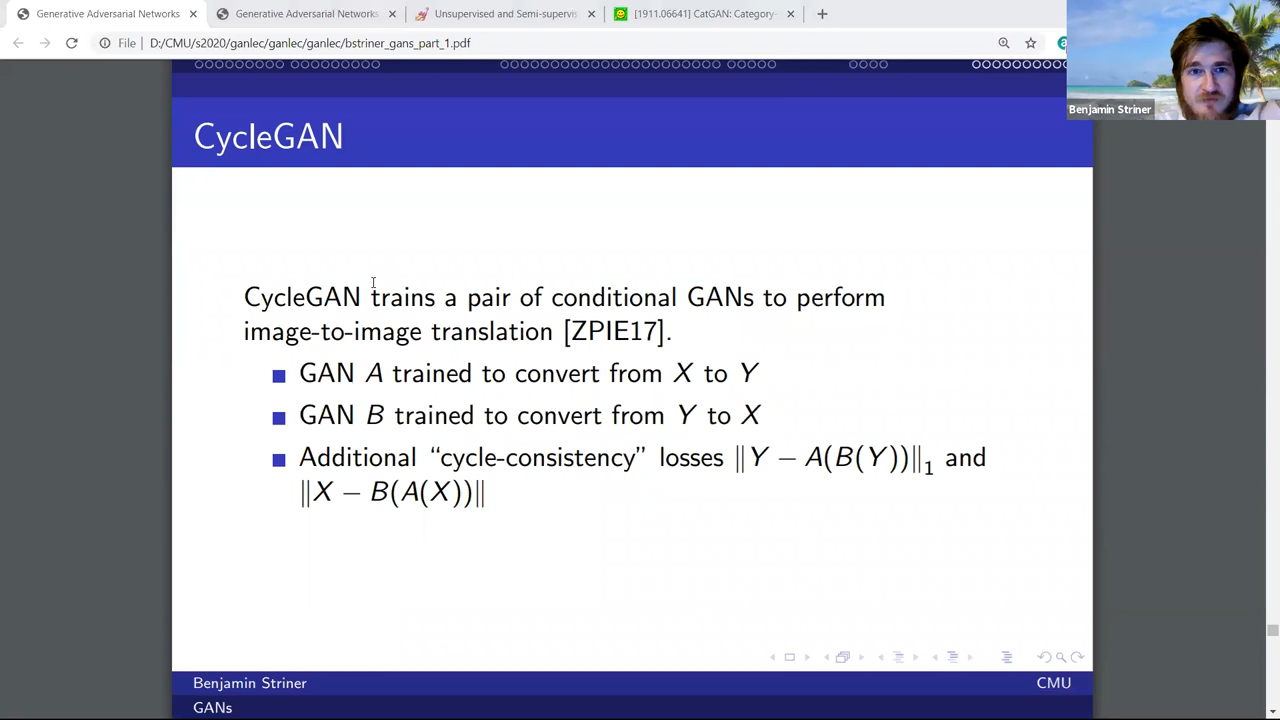 Generative Adversarial Networks
Generative Adversarial Networks
Unsupervised and Semi-supervis
[1911.06641] CatGAN: Category-
File
D:/CMU/s2020/ganlec/ganlec/ganlec/bstriner_gans_part_1.pdf
Benjamin Striner
CycleGAN
CycleGAN trains a pair of conditional GANs to perform
image-to-image translation [ZPIE17].
GAN A trained to convert from X to Y
GAN B trained to convert from Y to X
Additional “cycle-consistency” losses ‖Y − A(B(Y))‖₁ and
‖X − B(A(X))‖
Benjamin Striner
CMU
GANs